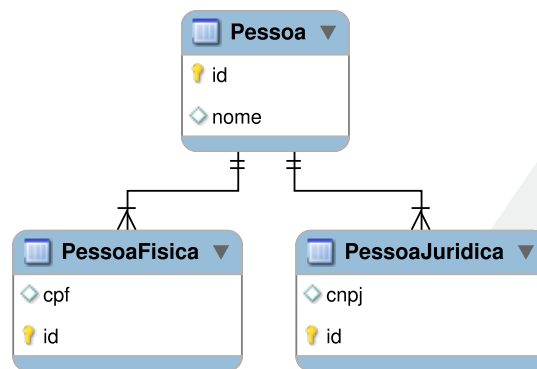 Pessoa
id
nome
PessoaFisica
cpf
id
PessoaJuridica
cnpj
id